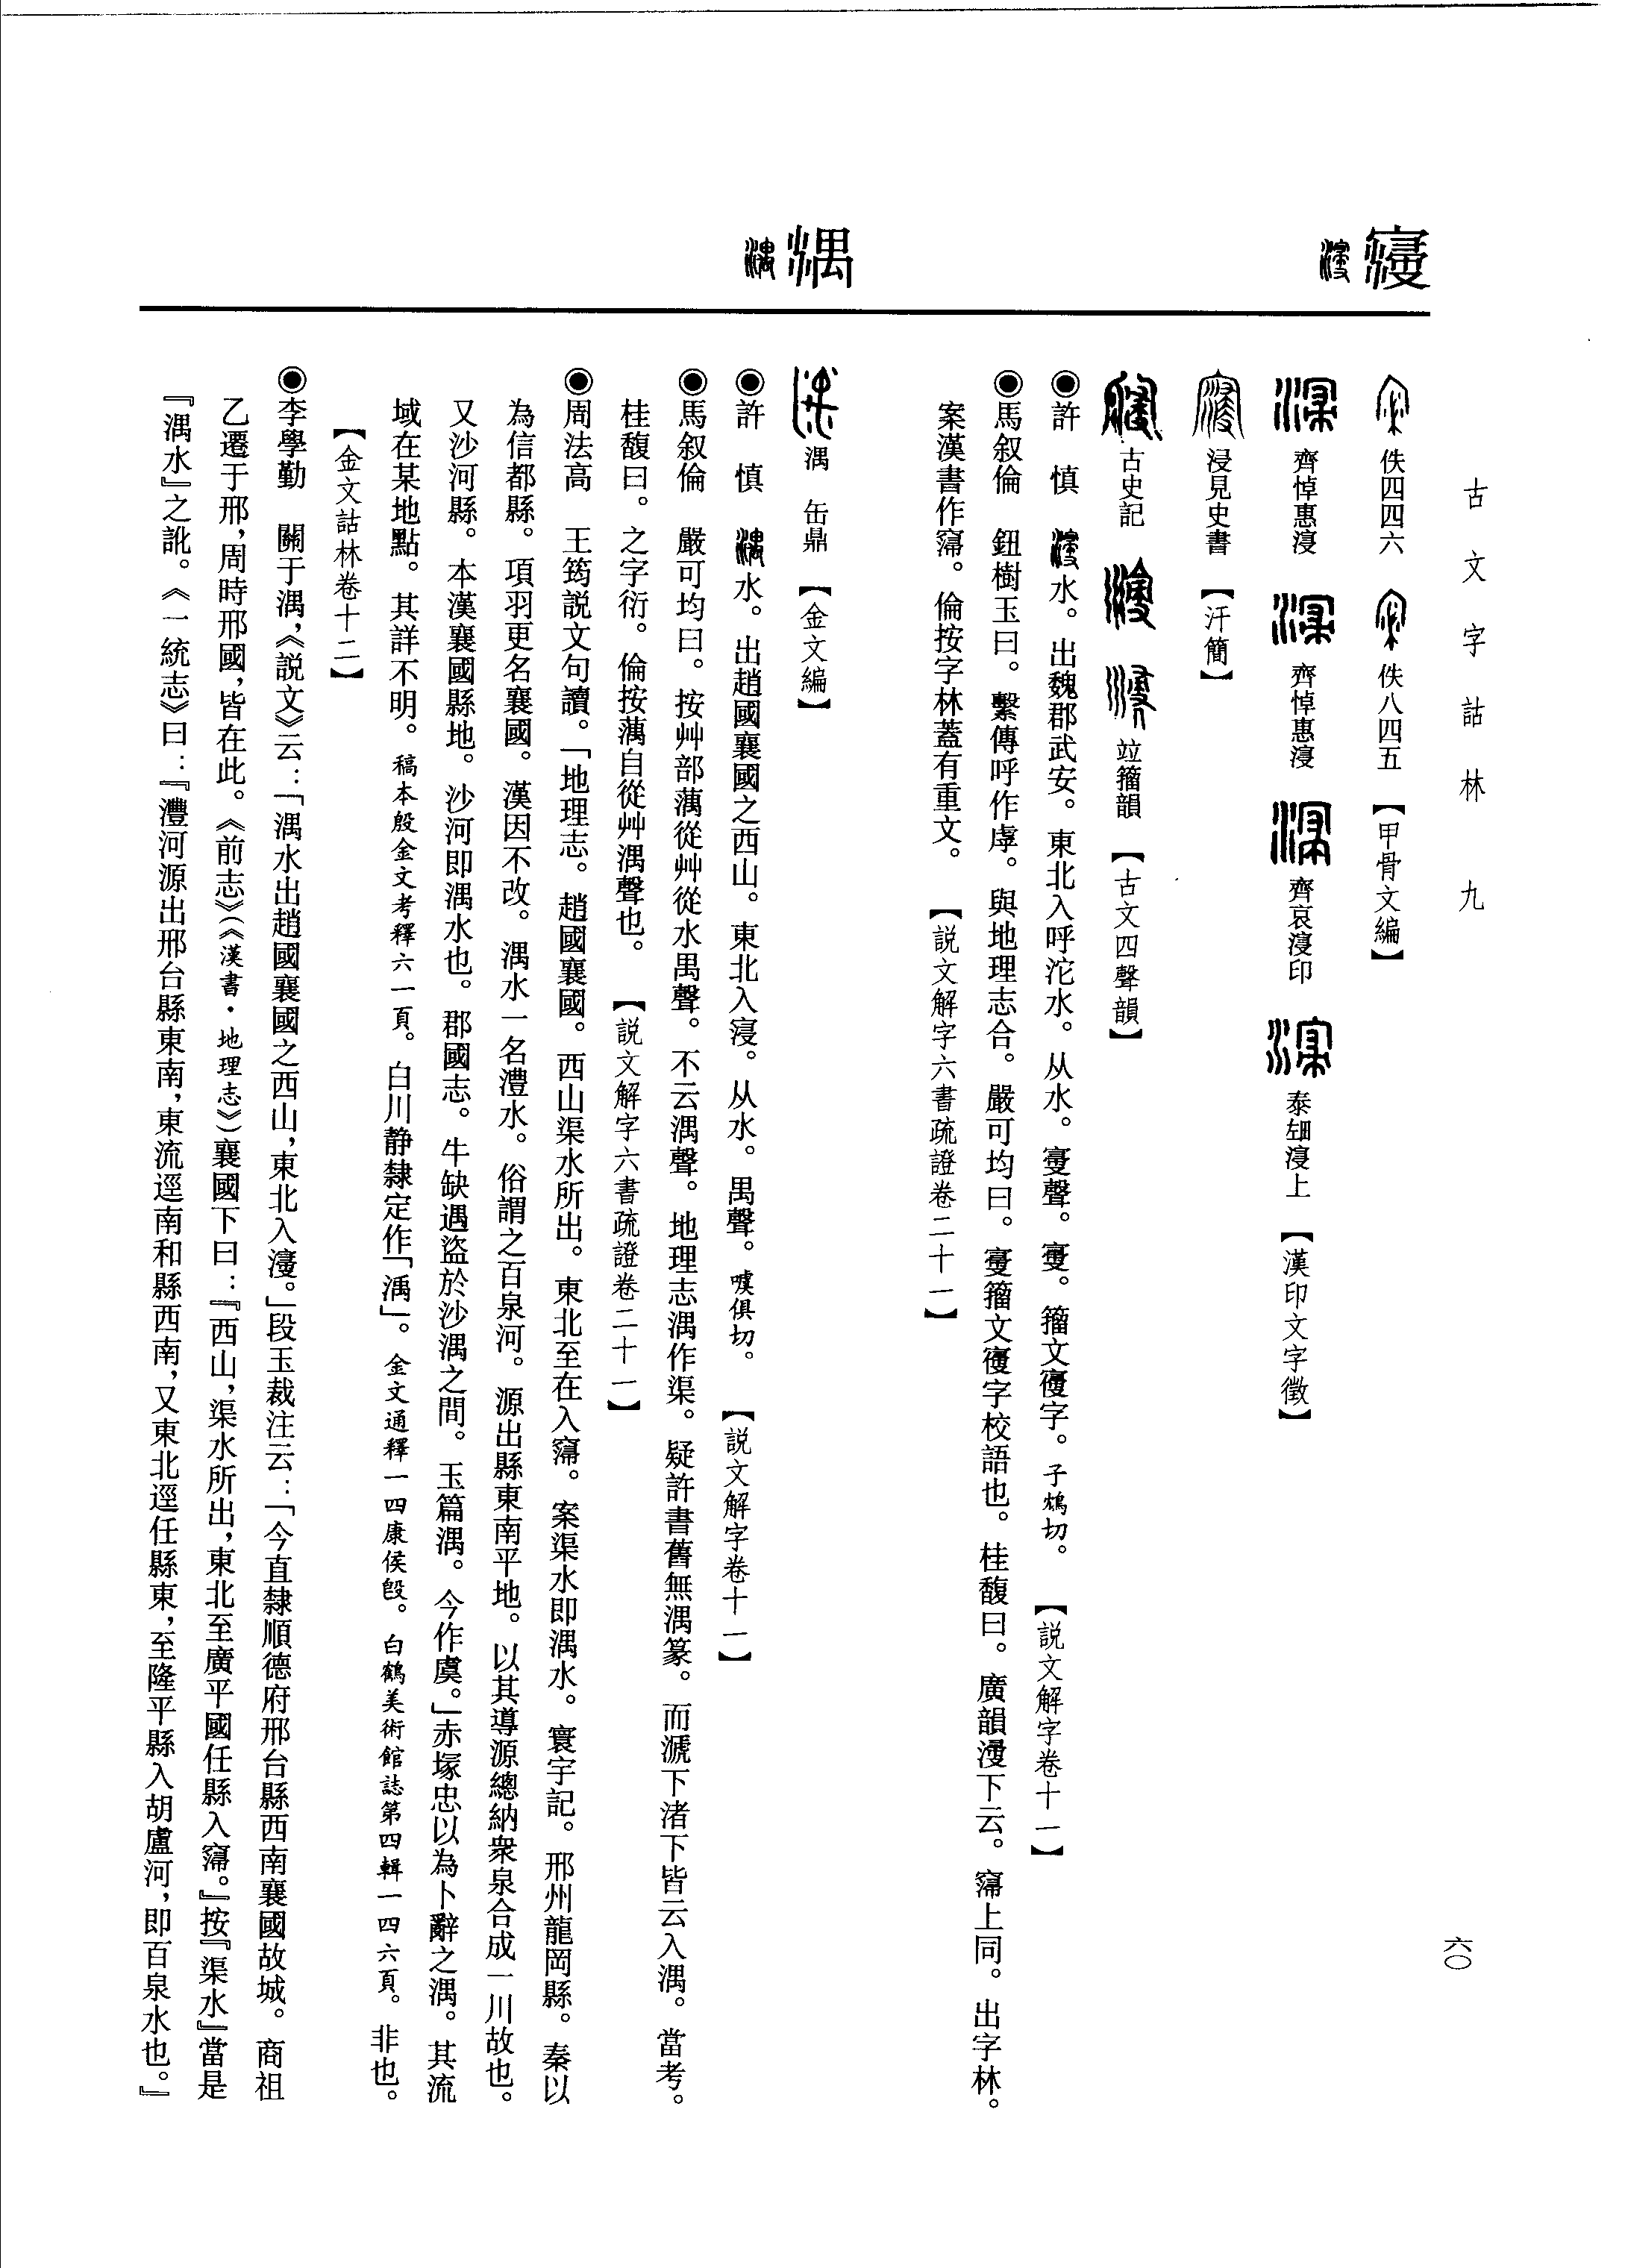 古文字詁林　九
六〇
濅
佚四四六　佚八四五　【甲骨文編】
齊悼惠濅　齊悼惠濅　齊哀濅印　泰上【漢印文字徵】
浸見史書　【汗簡】
古史記　竝籀韻　【古文四聲韻】
◉許　慎　水。出魏郡武安。東北入呼沱水。从水。𡩠聲。𡩠。籀文𡪢字。子鴆切。　【説文解字卷十一】
◉馬叙倫　鈕樹玉曰。繫傳呼作虖。與地理志合。嚴可均曰。𡩠籀文𡪢字校語也。桂馥曰。廣韻濅下云。寖上同。出字林。
案漢書作寖。倫按字林蓋有重文。　【説文解字六書疏證卷二十一】
湡
湡　缶鼎　【金文編】
◉許　慎　水。出趙國襄國之西山。東北入寖。从水。禺聲。噳俱切。　【説文解字卷十一】
◉馬叙倫　嚴可均曰。按艸部蕅從艸從水禺聲。不云湡聲。地理志湡作渠。疑許書舊無湡篆。而㴲下渚下皆云入湡。當考。
桂馥曰。之字衍。倫按蕅自從艸湡聲也。　【説文解字六書疏證卷二十一】
◉周法高　王筠説文句讀。「地理志。趙國襄國。西山渠水所出。東北至在入寖。案渠水即湡水。寰宇記。邢州龍岡縣。秦以
為信都縣。項羽更名襄國。漢因不改。湡水一名澧水。俗謂之百泉河。源出縣東南平地。以其導源總納衆泉合成一川故也。
又沙河縣。本漢襄國縣地。沙河即湡水也。郡國志。牛缺遇盜於沙湡之間。玉篇湡。今作虞。」赤塚忠以為卜辭之湡。其流
域在某地點。其詳不明。稿本殷金文考釋六一頁。白川静隸定作「渪」。金文通釋一四康侯𣪘。白鶴美術館誌第四輯一四六頁。非也。
【金文詁林卷十二】
◉李學勤　關于湡，《説文》云：「湡水出趙國襄國之西山，東北入濅。」段玉裁注云：「今直隸順德府邢台縣西南襄國故城。商祖
乙遷于邢，周時邢國，皆在此。《前志》（《漢書・地理志》）襄國下曰：『西山，渠水所出，東北至廣平國任縣入寖。』按『渠水』當是
『湡水』之訛。《一統志》曰：『澧河源出邢台縣東南，東流逕南和縣西南，又東北逕任縣東，至隆平縣入胡盧河，即百泉水也。』